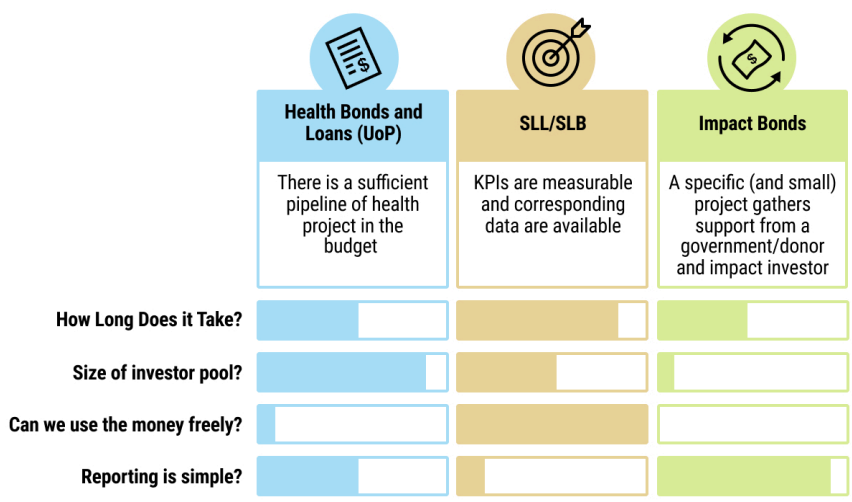 Health Bonds and
Loans (UoP)
SLL/SLB
Impact Bonds
There is a sufficient
pipeline of health
project in the
budget
KPIs are measurable
and corresponding
data are available
A specific (and small)
project gathers
support from a
government/donor
and impact investor
How Long Does it Take?
Size of investor pool?
Can we use the money freely?
Reporting is simple?